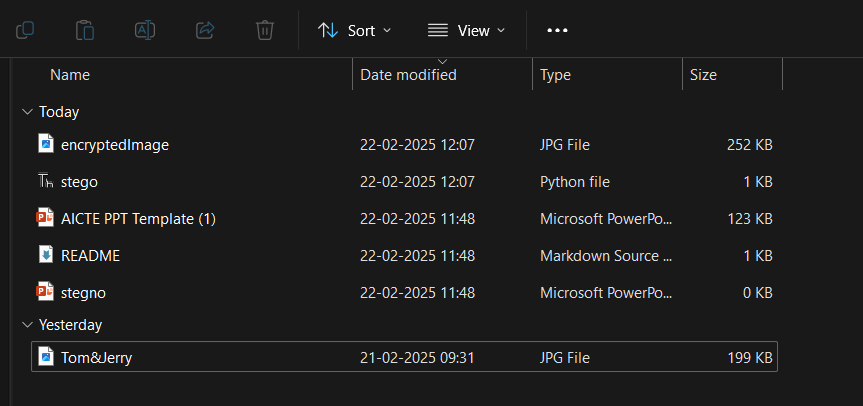 Sort View
Name Date modified Type Size
Today
encryptedImage 22-02-2025 12:07 JPG File 252 KB
stego 22-02-2025 12:07 Python file 1 KB
AICTE PPT Template (1) 22-02-2025 11:48 Microsoft PowerPo... 123 KB
README 22-02-2025 11:48 Markdown Source ... 1 KB
stegno 22-02-2025 11:48 Microsoft PowerPo... 0 KB
Yesterday
Tom&Jerry 21-02-2025 09:31 JPG File 199 KB